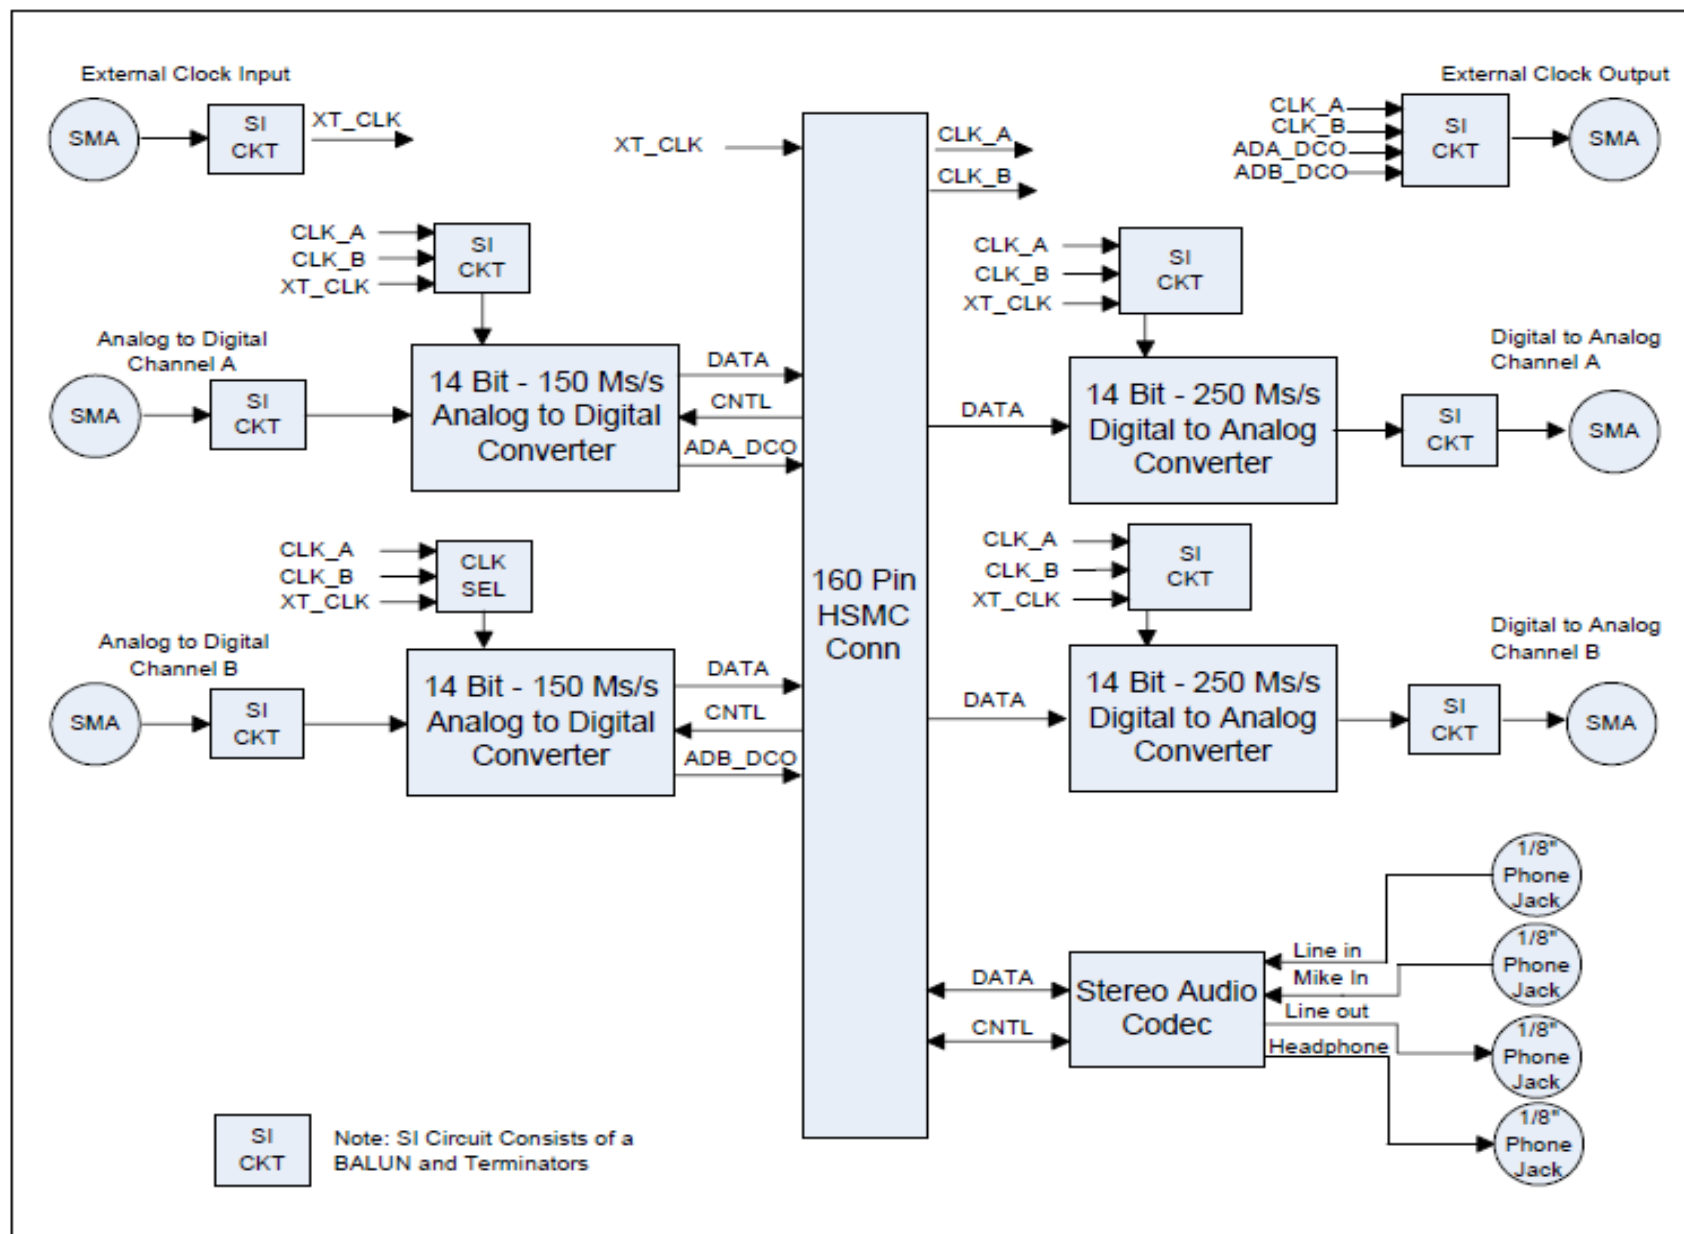 External Clock Input
SMA
SI
CKT
XT_CLK
XT_CLK
CLK_A
CLK_B
External Clock Output
CLK_A
CLK_B
ADA_DCO
ADB_DCO
SI
CKT
SMA
CLK_A
CLK_B
XT_CLK
SI
CKT
CLK_A
CLK_B
XT_CLK
SI
CKT
Analog to Digital
Channel A
SMA
SI
CKT
14 Bit - 150 Ms/s
Analog to Digital
Converter
DATA
CNTL
ADA_DCO
DATA
14 Bit - 250 Ms/s
Digital to Analog
Converter
SI
CKT
Digital to Analog
Channel A
SMA
CLK_A
CLK_B
XT_CLK
CLK
SEL
160 Pin
HSMC
Conn
CLK_A
CLK_B
XT_CLK
SI
CKT
Analog to Digital
Channel B
SMA
SI
CKT
14 Bit - 150 Ms/s
Analog to Digital
Converter
DATA
CNTL
ADB_DCO
DATA
14 Bit - 250 Ms/s
Digital to Analog
Converter
SI
CKT
Digital to Analog
Channel B
SMA
DATA
CNTL
Stereo Audio
Codec
Line in
Mike In
Line out
Headphone
1/8"
Phone
Jack
1/8"
Phone
Jack
1/8"
Phone
Jack
1/8"
Phone
Jack
SI
CKT
Note: SI Circuit Consists of a
BALUN and Terminators